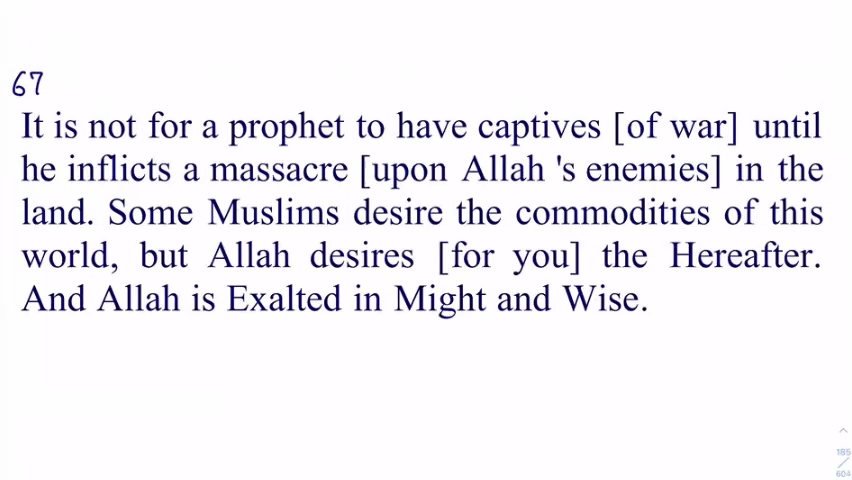 67
It is not for a prophet to have captives [of war] until
he inflicts a massacre [upon Allah 's enemies] in the
land. Some Muslims desire the commodities of this
world, but Allah desires [for you] the Hereafter.
And Allah is Exalted in Might and Wise.
185
/
604